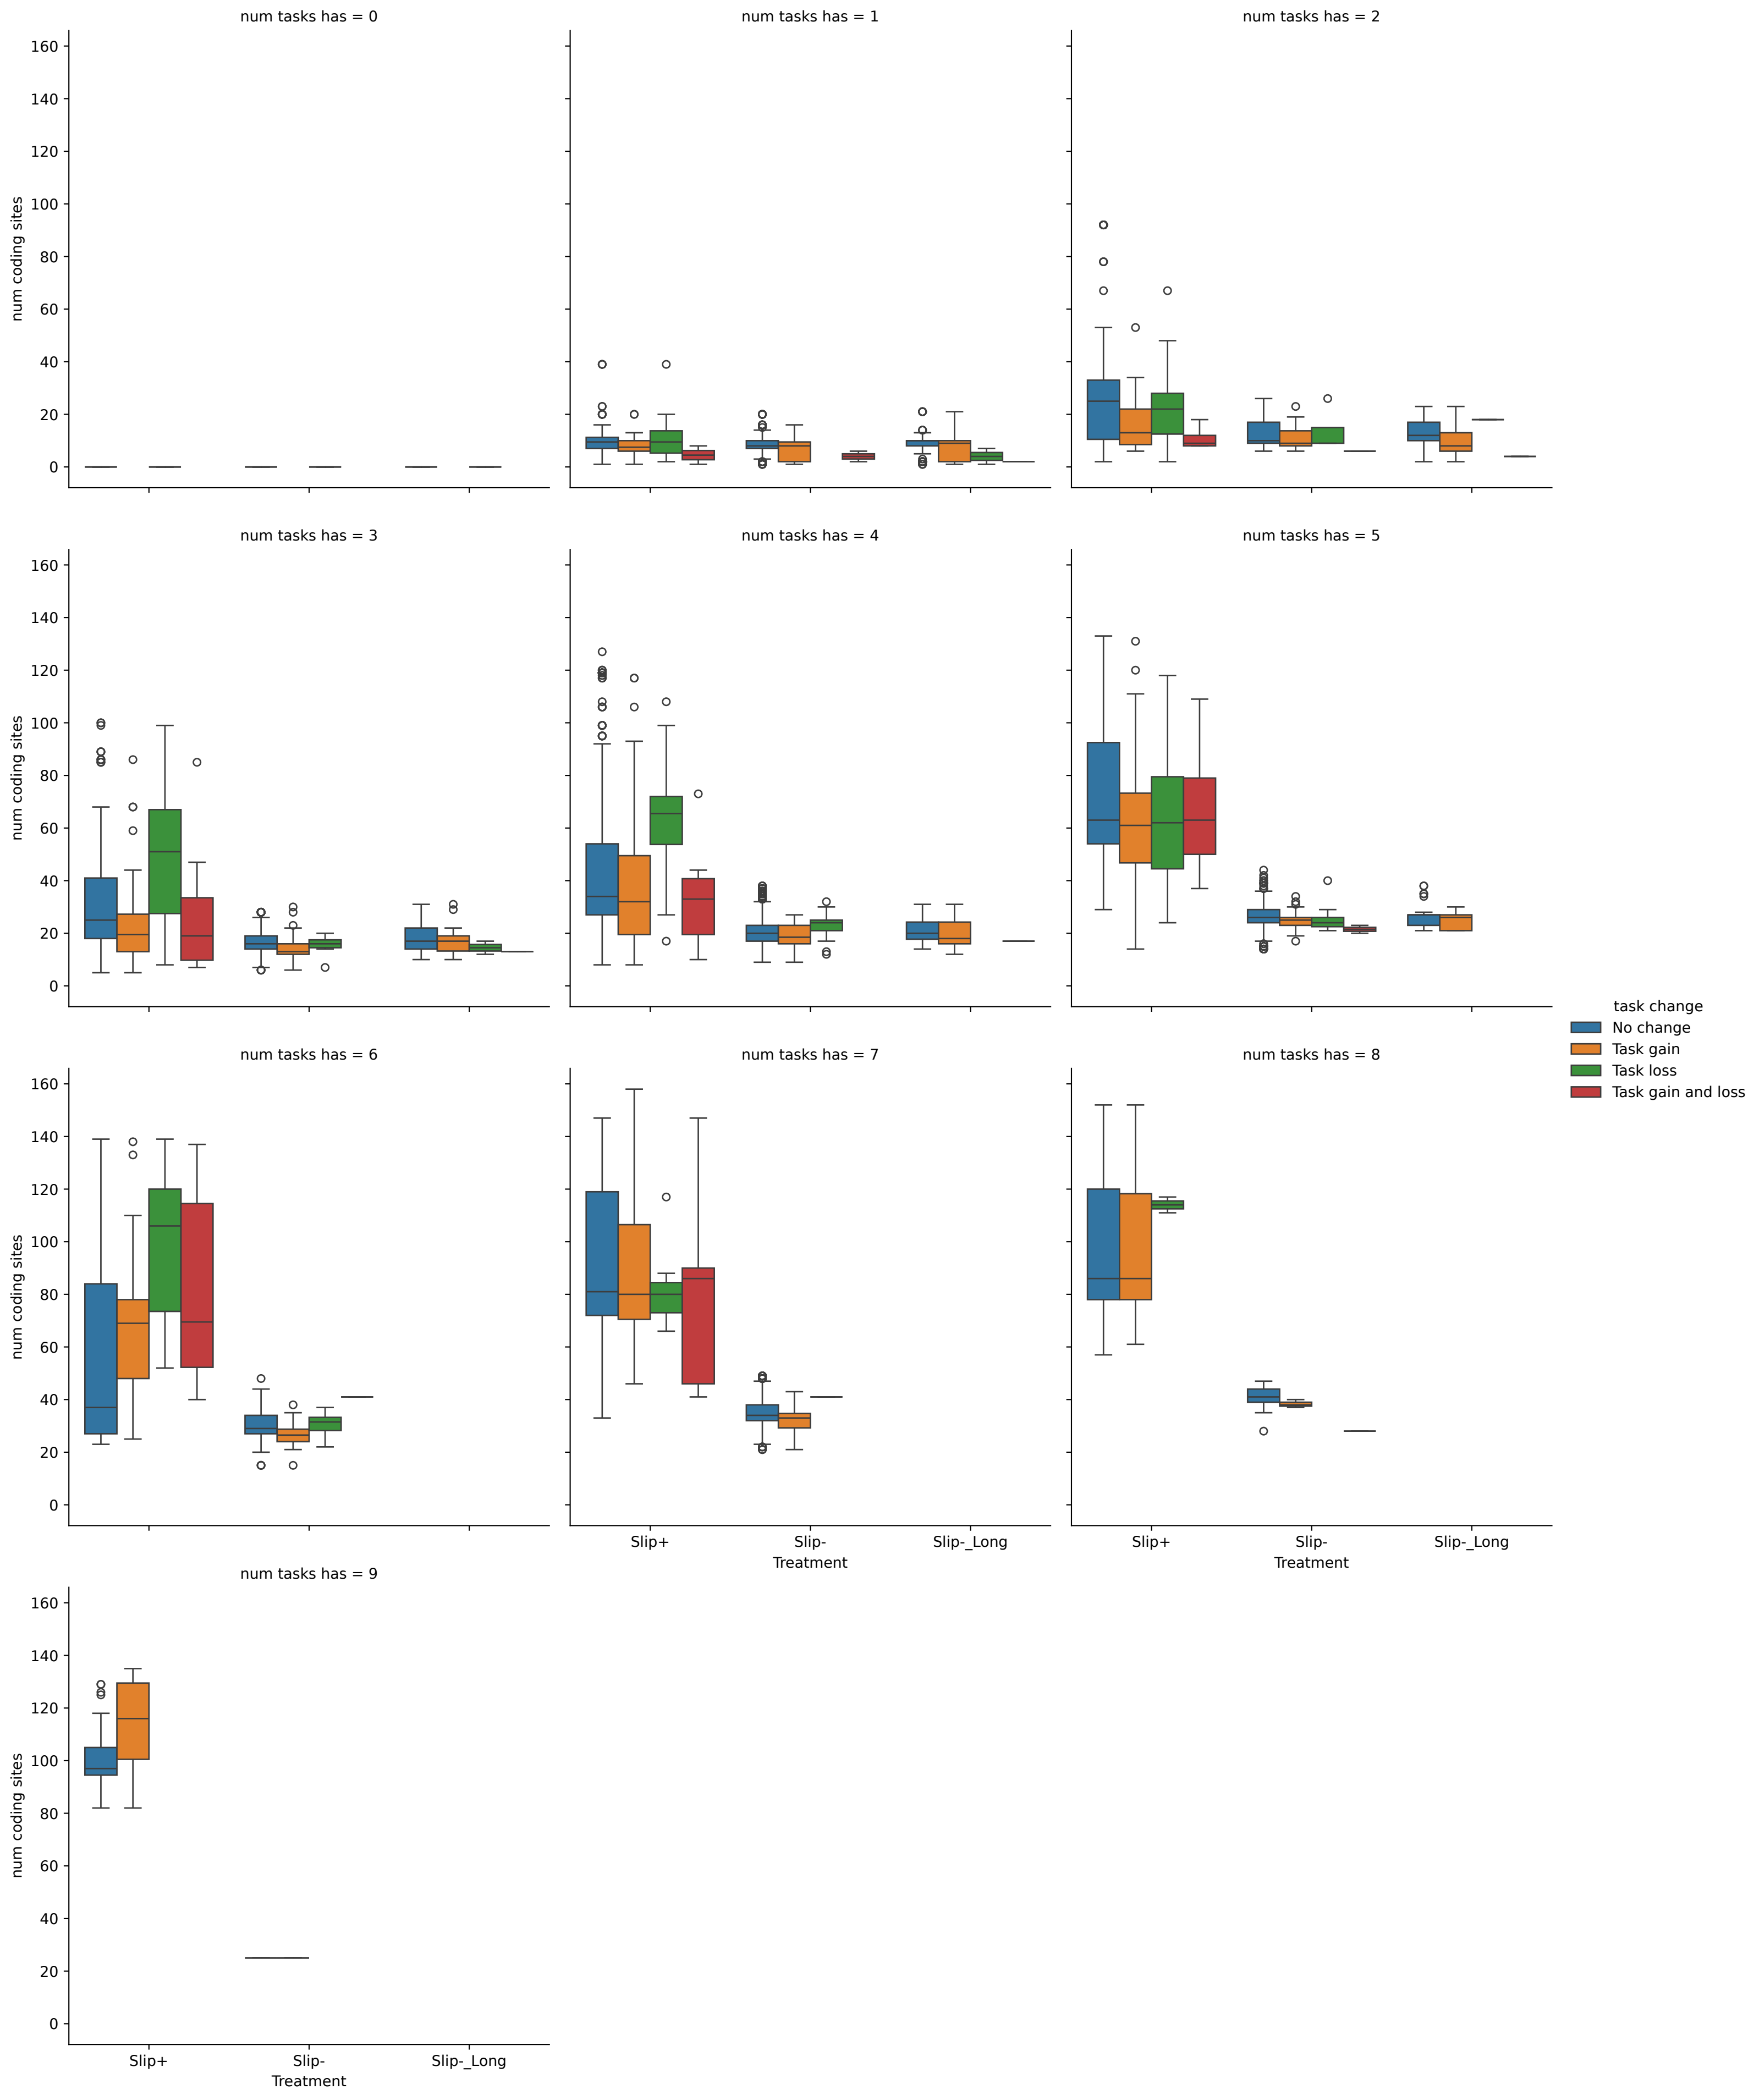 num tasks has = 0
num tasks has = 1
num tasks has = 2
160
140
120
100
80
60
40
20
0
num coding sites
num tasks has = 3
num tasks has = 4
num tasks has = 5
160
140
120
100
80
60
40
20
0
num coding sites
task change
No change
Task gain
Task loss
Task gain and loss
num tasks has = 6
num tasks has = 7
num tasks has = 8
160
140
120
100
80
60
40
20
0
num coding sites
Slip+ Slip- Slip-_Long
Treatment
Slip+ Slip- Slip-_Long
Treatment
num tasks has = 9
160
140
120
100
80
60
40
20
0
num coding sites
Slip+ Slip- Slip-_Long
Treatment